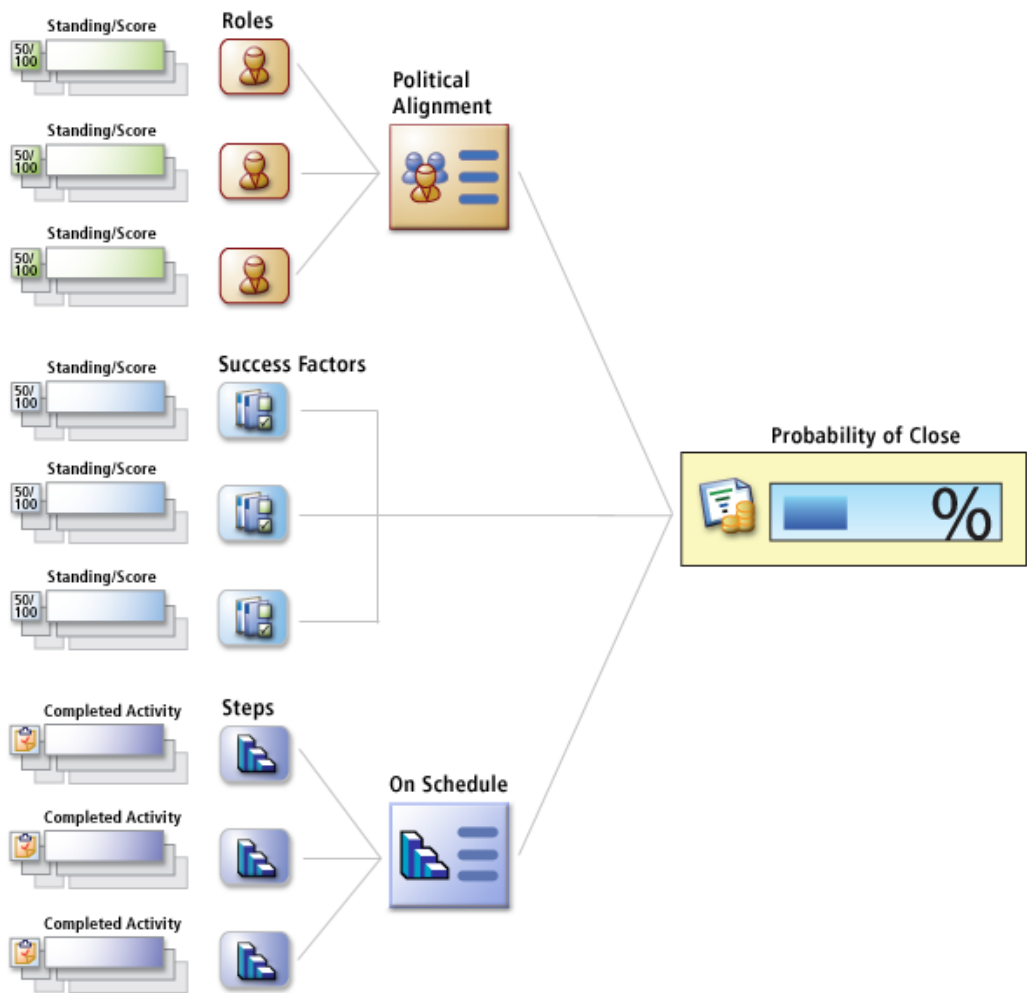 Standing/Score
Roles
50/
100
Political
Alignment
Standing/Score
50/
100
Standing/Score
50/
100
Standing/Score
Success Factors
50/
100
Probability of Close
Standing/Score
50/
100
%
Standing/Score
50/
100
Completed Activity
Steps
On Schedule
Completed Activity
Completed Activity